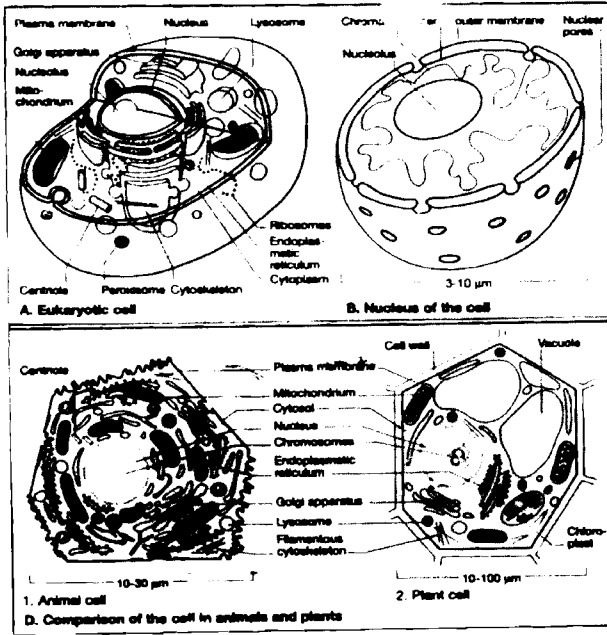 Plasma membrane
Nucleus
Lysosome
Golgi apparatus
Nucleolus
Mito-
chondrium
Ribosomes
Endoplas-
matic
reticulum
Cytoplasm
Centriole
Peroxisome Cytoskeleton
A. Eukaryotic cell
outer membrane
Nuclear
pores
Nucleolus
3-10 µm
B. Nucleus of the cell
Centriole
Cell wall
Vacuole
Plasma membrane
Mitochondrium
Cytosol
Nucleus
Chromosomes
Endoplasmatic
reticulum
Golgi apparatus
Lysosome
Filamentous
cytoskeleton
Chloro-
plast
10-30 µm
1. Animal cell
10-100 µm
2. Plant cell
D. Comparison of the cell in animals and plants